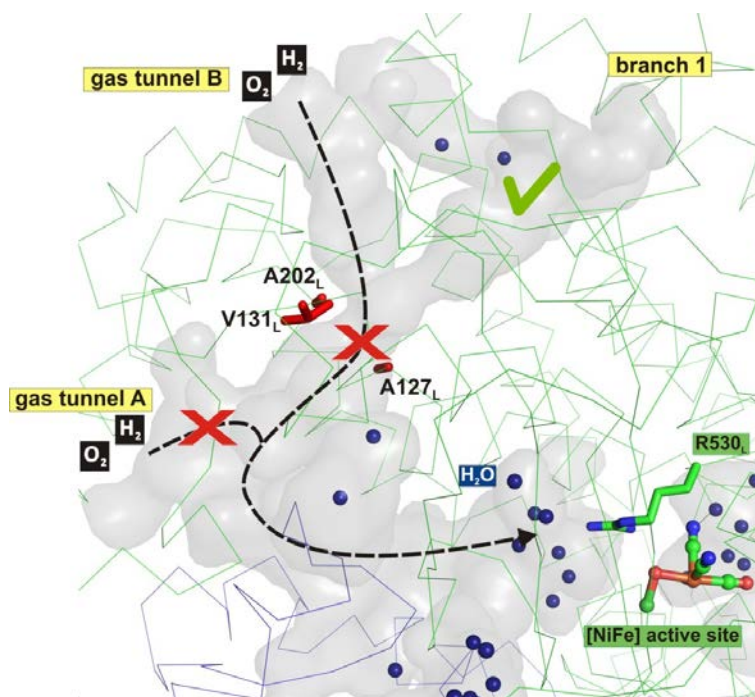 H₂
gas tunnel B
O₂
branch 1
A202L
V131L
A127L
gas tunnel A
H₂
O₂
H₂O
R530L
[NiFe] active site